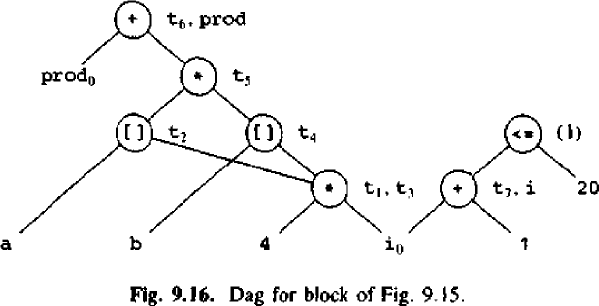 + t₆, prod
prod₀ * t₅
[ ] t₂ [ ] t₄ <= (1)
* t₁, t₃ + t₇, i 20
a b 4 i₀ 1
Fig. 9.16. Dag for block of Fig. 9.15.